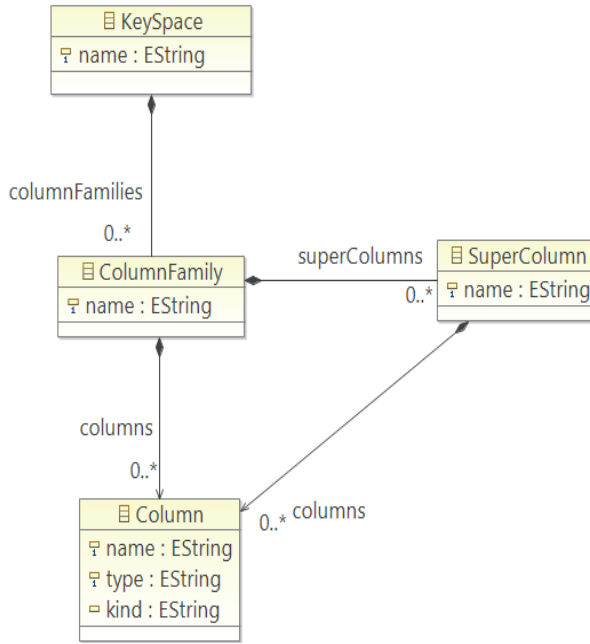 KeySpace
name : EString
columnFamilies
0..*
ColumnFamily
name : EString
superColumns
0..*
SuperColumn
name : EString
columns
0..*
Column
name : EString
type : EString
kind : EString
0..* columns